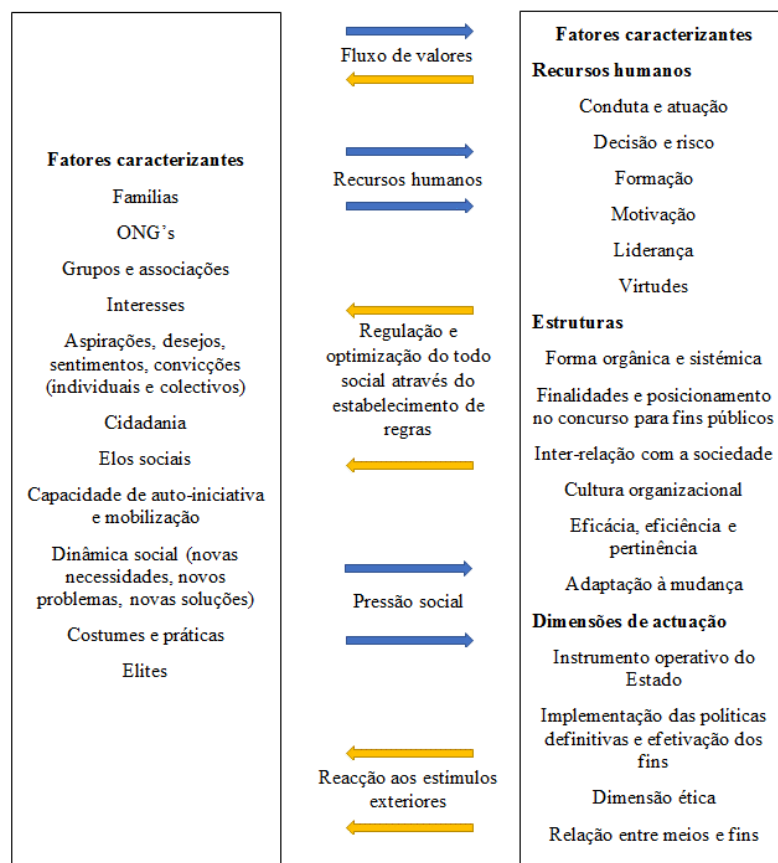 Fatores caracterizantes
Famílias
ONG's
Grupos e associações
Interesses
Aspirações, desejos,
sentimentos, convicções
(individuais e colectivos)
Cidadania
Elos sociais
Capacidade de auto-iniciativa
e mobilização
Dinâmica social (novas
necessidades, novos
problemas, novas soluções)
Costumes e práticas
Elites
Fluxo de valores
Recursos humanos
Regulação e
optimização do todo
social através do
estabelecimento de
regras
Pressão social
Reacção aos estímulos
exteriores
Fatores caracterizantes
Recursos humanos
Conduta e atuação
Decisão e risco
Formação
Motivação
Liderança
Virtudes
Estruturas
Forma orgânica e sistémica
Finalidades e posicionamento
no concurso para fins públicos
Inter-relação com a sociedade
Cultura organizacional
Eficácia, eficiência e
pertinência
Adaptação à mudança
Dimensões de actuação
Instrumento operativo do
Estado
Implementação das políticas
definitivas e efetivação dos
fins
Dimensão ética
Relação entre meios e fins